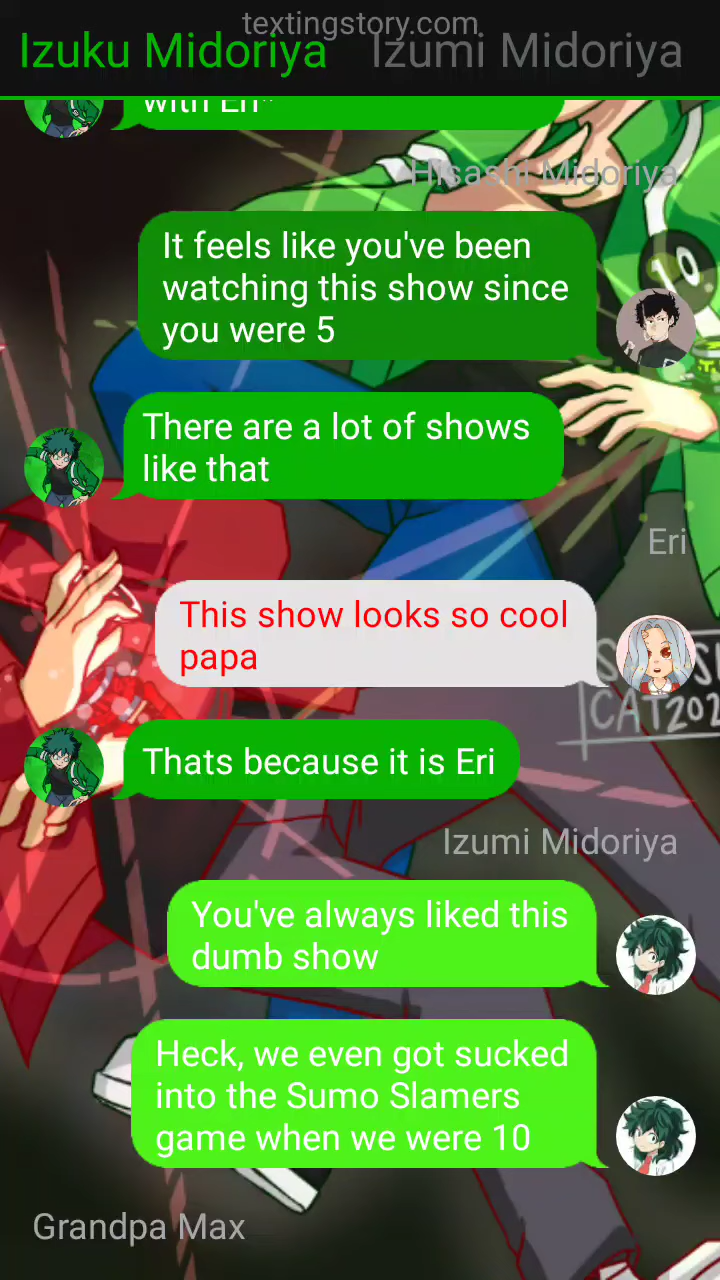 textingstory.com
Izuku Midoriya Izumi Midoriya
with Eri*
Hisashi Midoriya
It feels like you've been
watching this show since
you were 5
There are a lot of shows
like that
Eri
This show looks so cool
papa
CAT202
Thats because it is Eri
Izumi Midoriya
You've always liked this
dumb show
Heck, we even got sucked
into the Sumo Slamers
game when we were 10
Grandpa Max